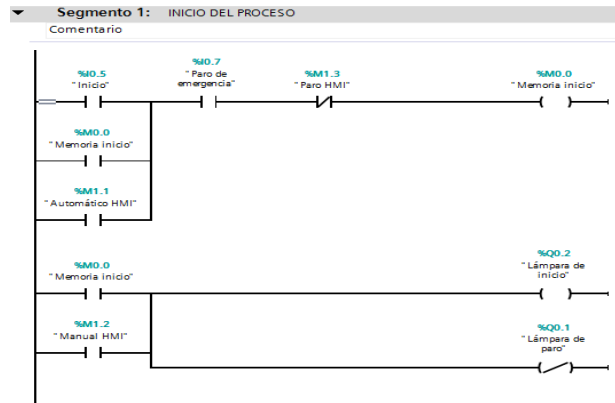 Segmento 1: INICIO DEL PROCESO
Comentario
%I0.5
"Inicio"
%I0.7
"Paro de
emergencia"
%M1.3
"Paro HMI"
%M0.0
"Memoria inicio"
%M0.0
"Memoria inicio"
%M1.1
"Automático HMI"
%M0.0
"Memoria inicio"
%Q0.2
"Lámpara de
inicio"
%M1.2
"Manual HMI"
%Q0.1
"Lámpara de
paro"